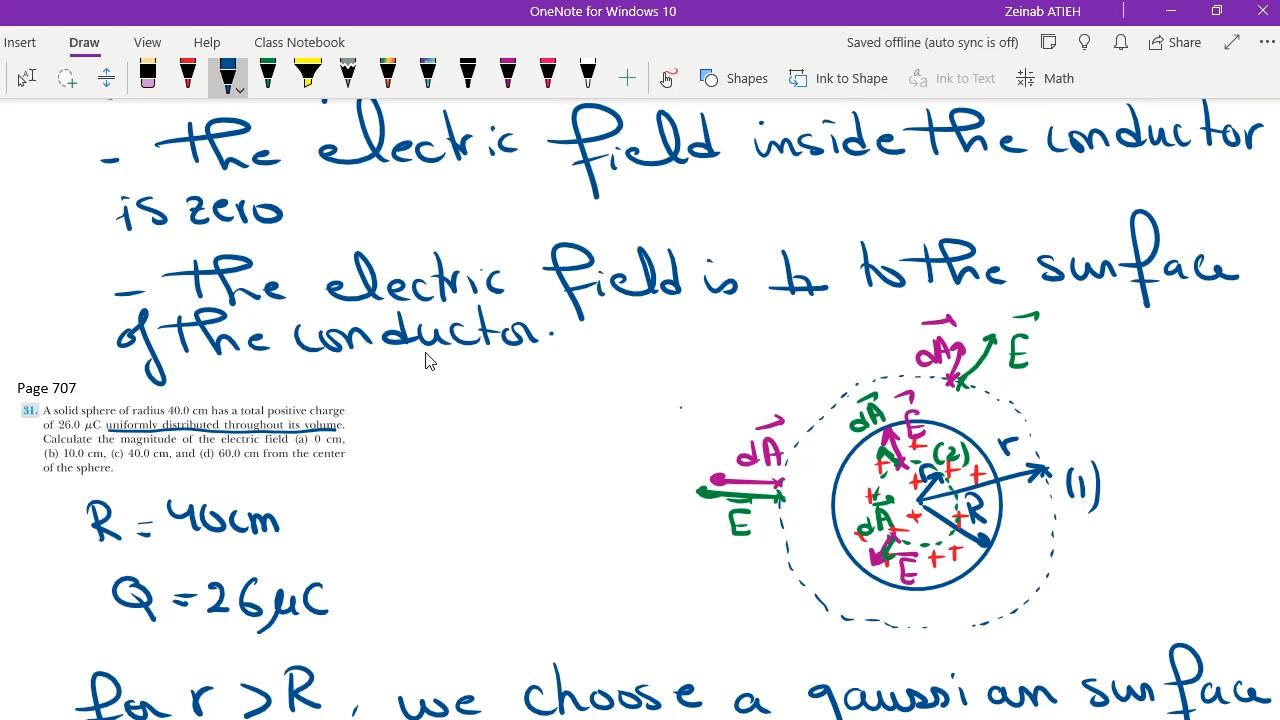 OneNote for Windows 10
Zeinab ATIEH
Insert Draw View Help Class Notebook
Saved offline (auto sync is off) Share
Shapes Ink to Shape Ink to Text Math
- the electric field inside the conductor
is zero
- the electric field is ⊥ to the surface
of the conductor.
Page 707
31. A solid sphere of radius 40.0 cm has a total positive charge
of 26.0 μC uniformly distributed throughout its volume.
Calculate the magnitude of the electric field (a) 0 cm,
(b) 10.0 cm, (c) 40.0 cm, and (d) 60.0 cm from the center
of the sphere.
R = 40cm
Q = 26μC
dA E
dA E
dA
E
r (2)
r
(1)
R
dA
E
for r > R, we choose a gaussian surface